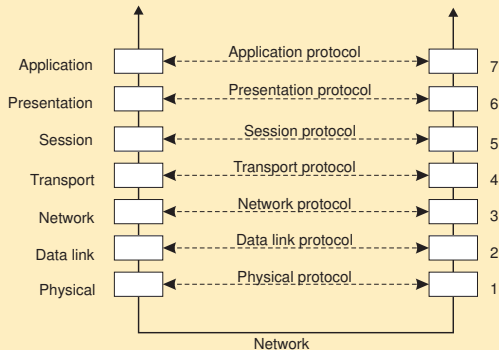 Application Application protocol 7
Presentation Presentation protocol 6
Session Session protocol 5
Transport Transport protocol 4
Network Network protocol 3
Data link Data link protocol 2
Physical Physical protocol 1
Network